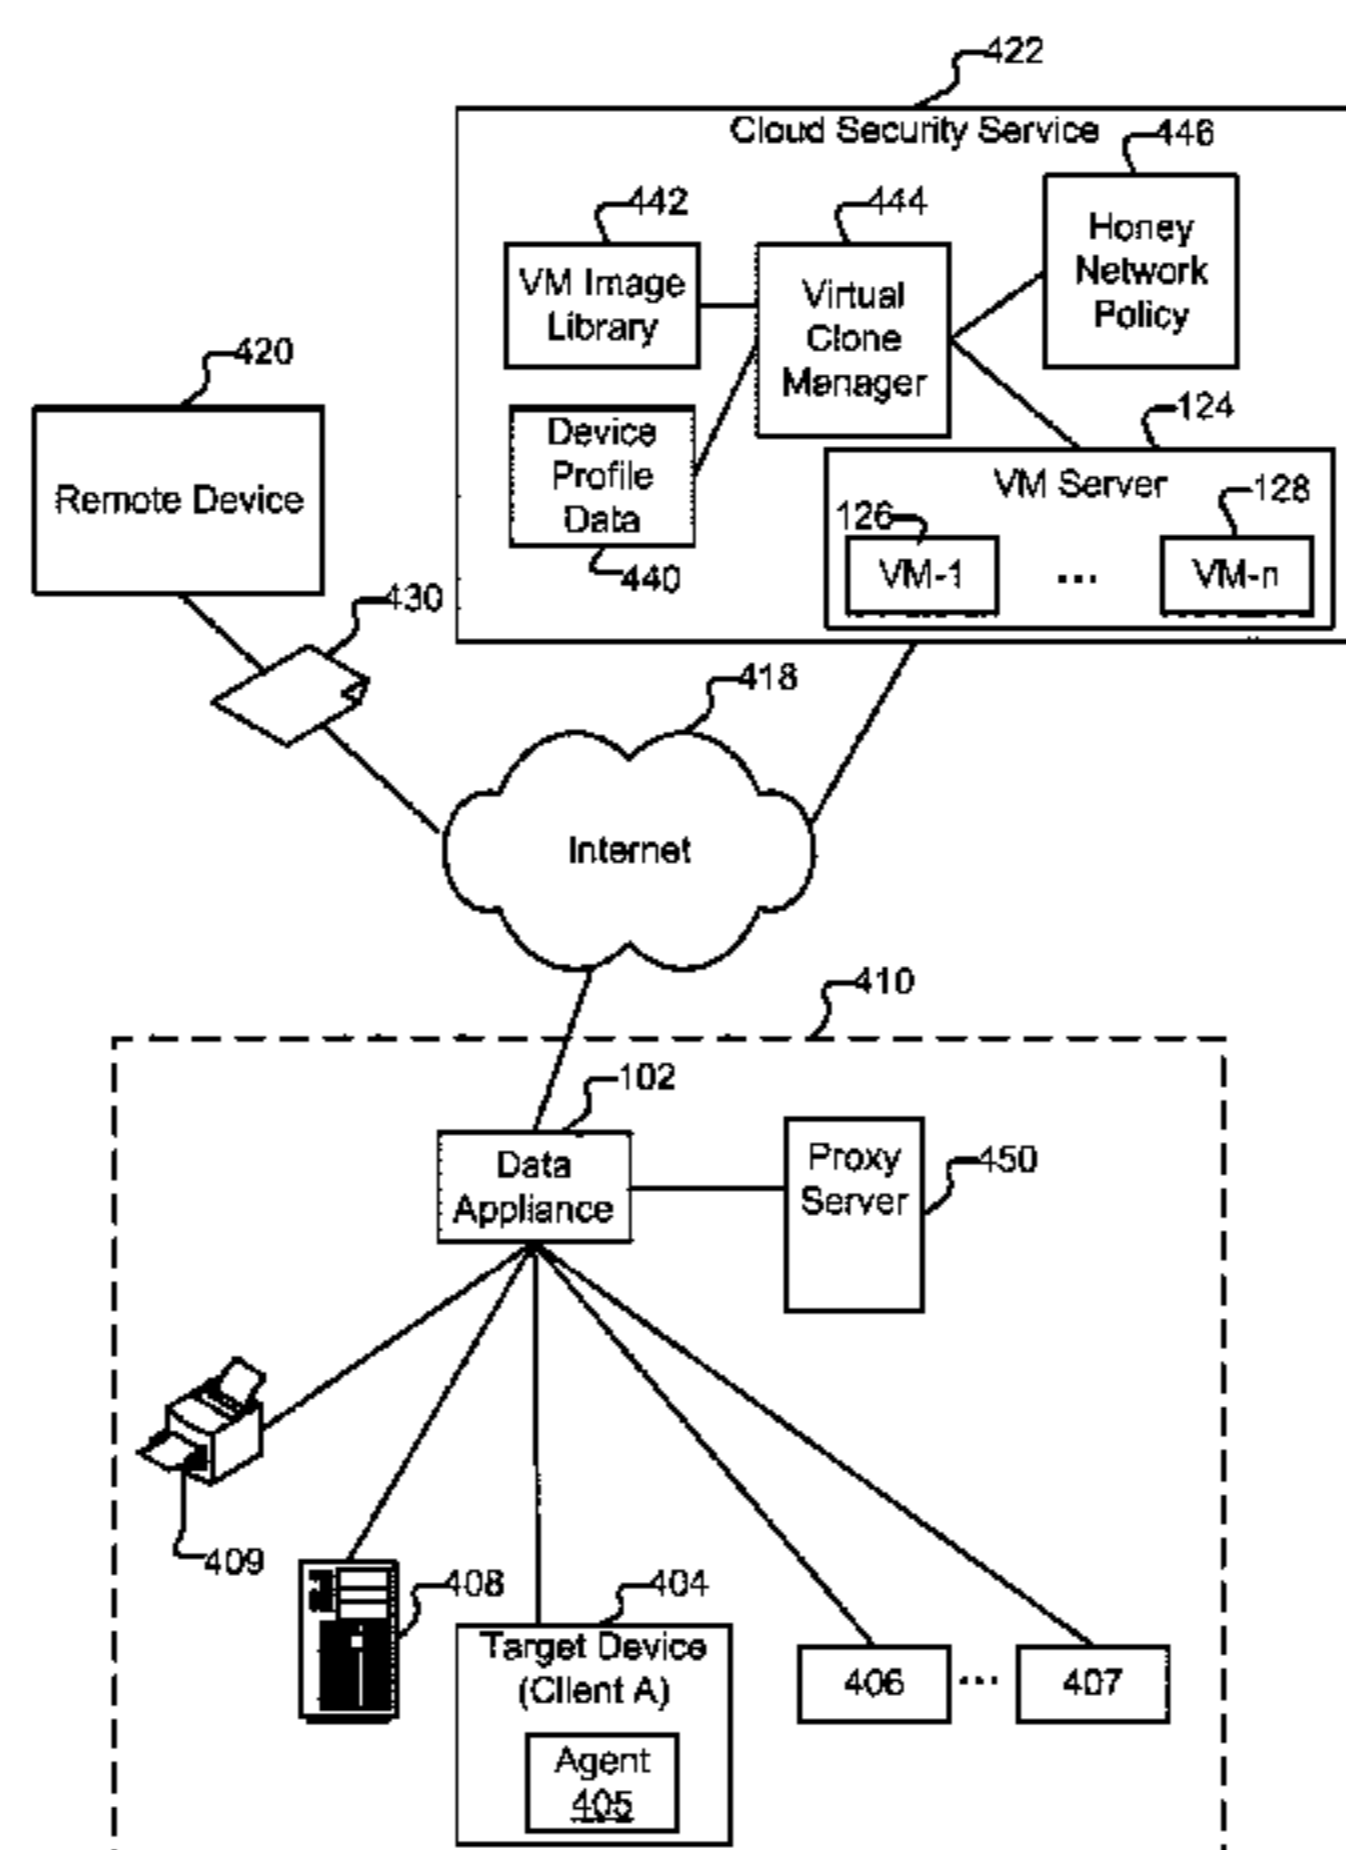 422
Cloud Security Service
446
442
444
Honey
Network
Policy
VM Image
Library
Virtual
Clone
Manager
420
124
Device
Profile
Data
Remote Device
VM Server
126
128
VM-1
...
VM-n
440
430
418
Internet
410
102
Data
Appliance
Proxy
Server
450
409
408
404
Target Device
(Client A)
406
...
407
Agent
405